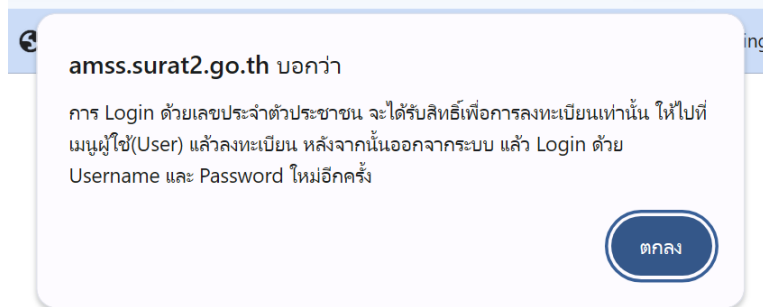 ing
amss.surat2.go.th บอกว่า
การ Login ด้วยเลขประจำตัวประชาชน จะได้รับสิทธิ์เพื่อการลงทะเบียนเท่านั้น ให้ไปที่
เมนูผู้ใช้(User) แล้วลงทะเบียน หลังจากนั้นออกจากระบบ แล้ว Login ด้วย
Username และ Password ใหม่อีกครั้ง
ตกลง